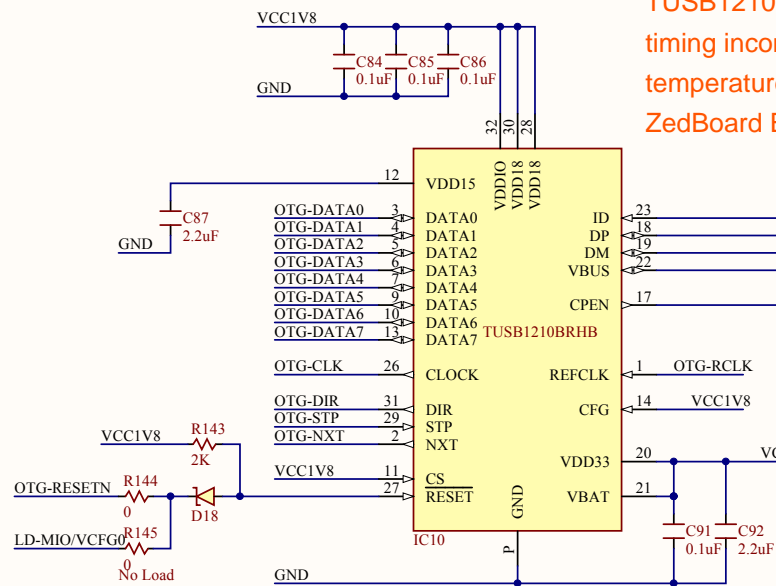 TUSB1210
timing incor
temperature
ZedBoard E
VCC1V8
C84
0.1uF
C85
0.1uF
C86
0.1uF
GND
32
30
28
VDDIO
VDD18
VDD18
12
VDD15
C87
2.2uF
GND
OTG-DATA0 3 DATA0
OTG-DATA1 4 DATA1
OTG-DATA2 5 DATA2
OTG-DATA3 6 DATA3
OTG-DATA4 7 DATA4
OTG-DATA5 9 DATA5
OTG-DATA6 10 DATA6
OTG-DATA7 13 DATA7
ID 23
DP 18
DM 19
VBUS 22
CPEN 17
TUSB1210BRHB
OTG-CLK 26 CLOCK
REFCLK 1 OTG-RCLK
OTG-DIR 31 DIR
CFG 14 VCC1V8
OTG-STP 29 STP
OTG-NXT 2 NXT
VCC1V8
R143
2K
VCC1V8 11 CS
27 RESET
VDD33 20 VC
VBAT 21
OTG-RESETN
R144
0
D18
LD-MIO/VCFG0
R145
0
No Load
GND
P
IC10
C91
0.1uF
C92
2.2uF
GND